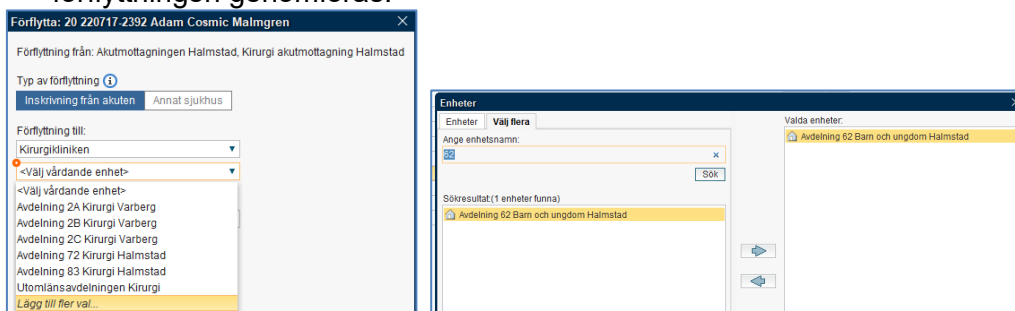 Förflytta: 20 220717-2392 Adam Cosmic Malmgren
Förflyttning från: Akutmottagningen Halmstad, Kirurgi akutmottagning Halmstad
Typ av förflyttning
Inskrivning från akuten Annat sjukhus
Förflyttning till:
Kirurgikliniken
<Välj vårdande enhet>
<Välj vårdande enhet>
Avdelning 2A Kirurgi Varberg
Avdelning 2B Kirurgi Varberg
Avdelning 2C Kirurgi Varberg
Avdelning 72 Kirurgi Halmstad
Avdelning 83 Kirurgi Halmstad
Utomlänsavdelningen Kirurgi
Lägg till fler val...
Enheter
Enheter Välj flera
Ange enhetsnamn:
62
Sök
Sökresultat:(1 enheter funna)
Avdelning 62 Barn och ungdom Halmstad
Valda enheter:
Avdelning 62 Barn och ungdom Halmstad